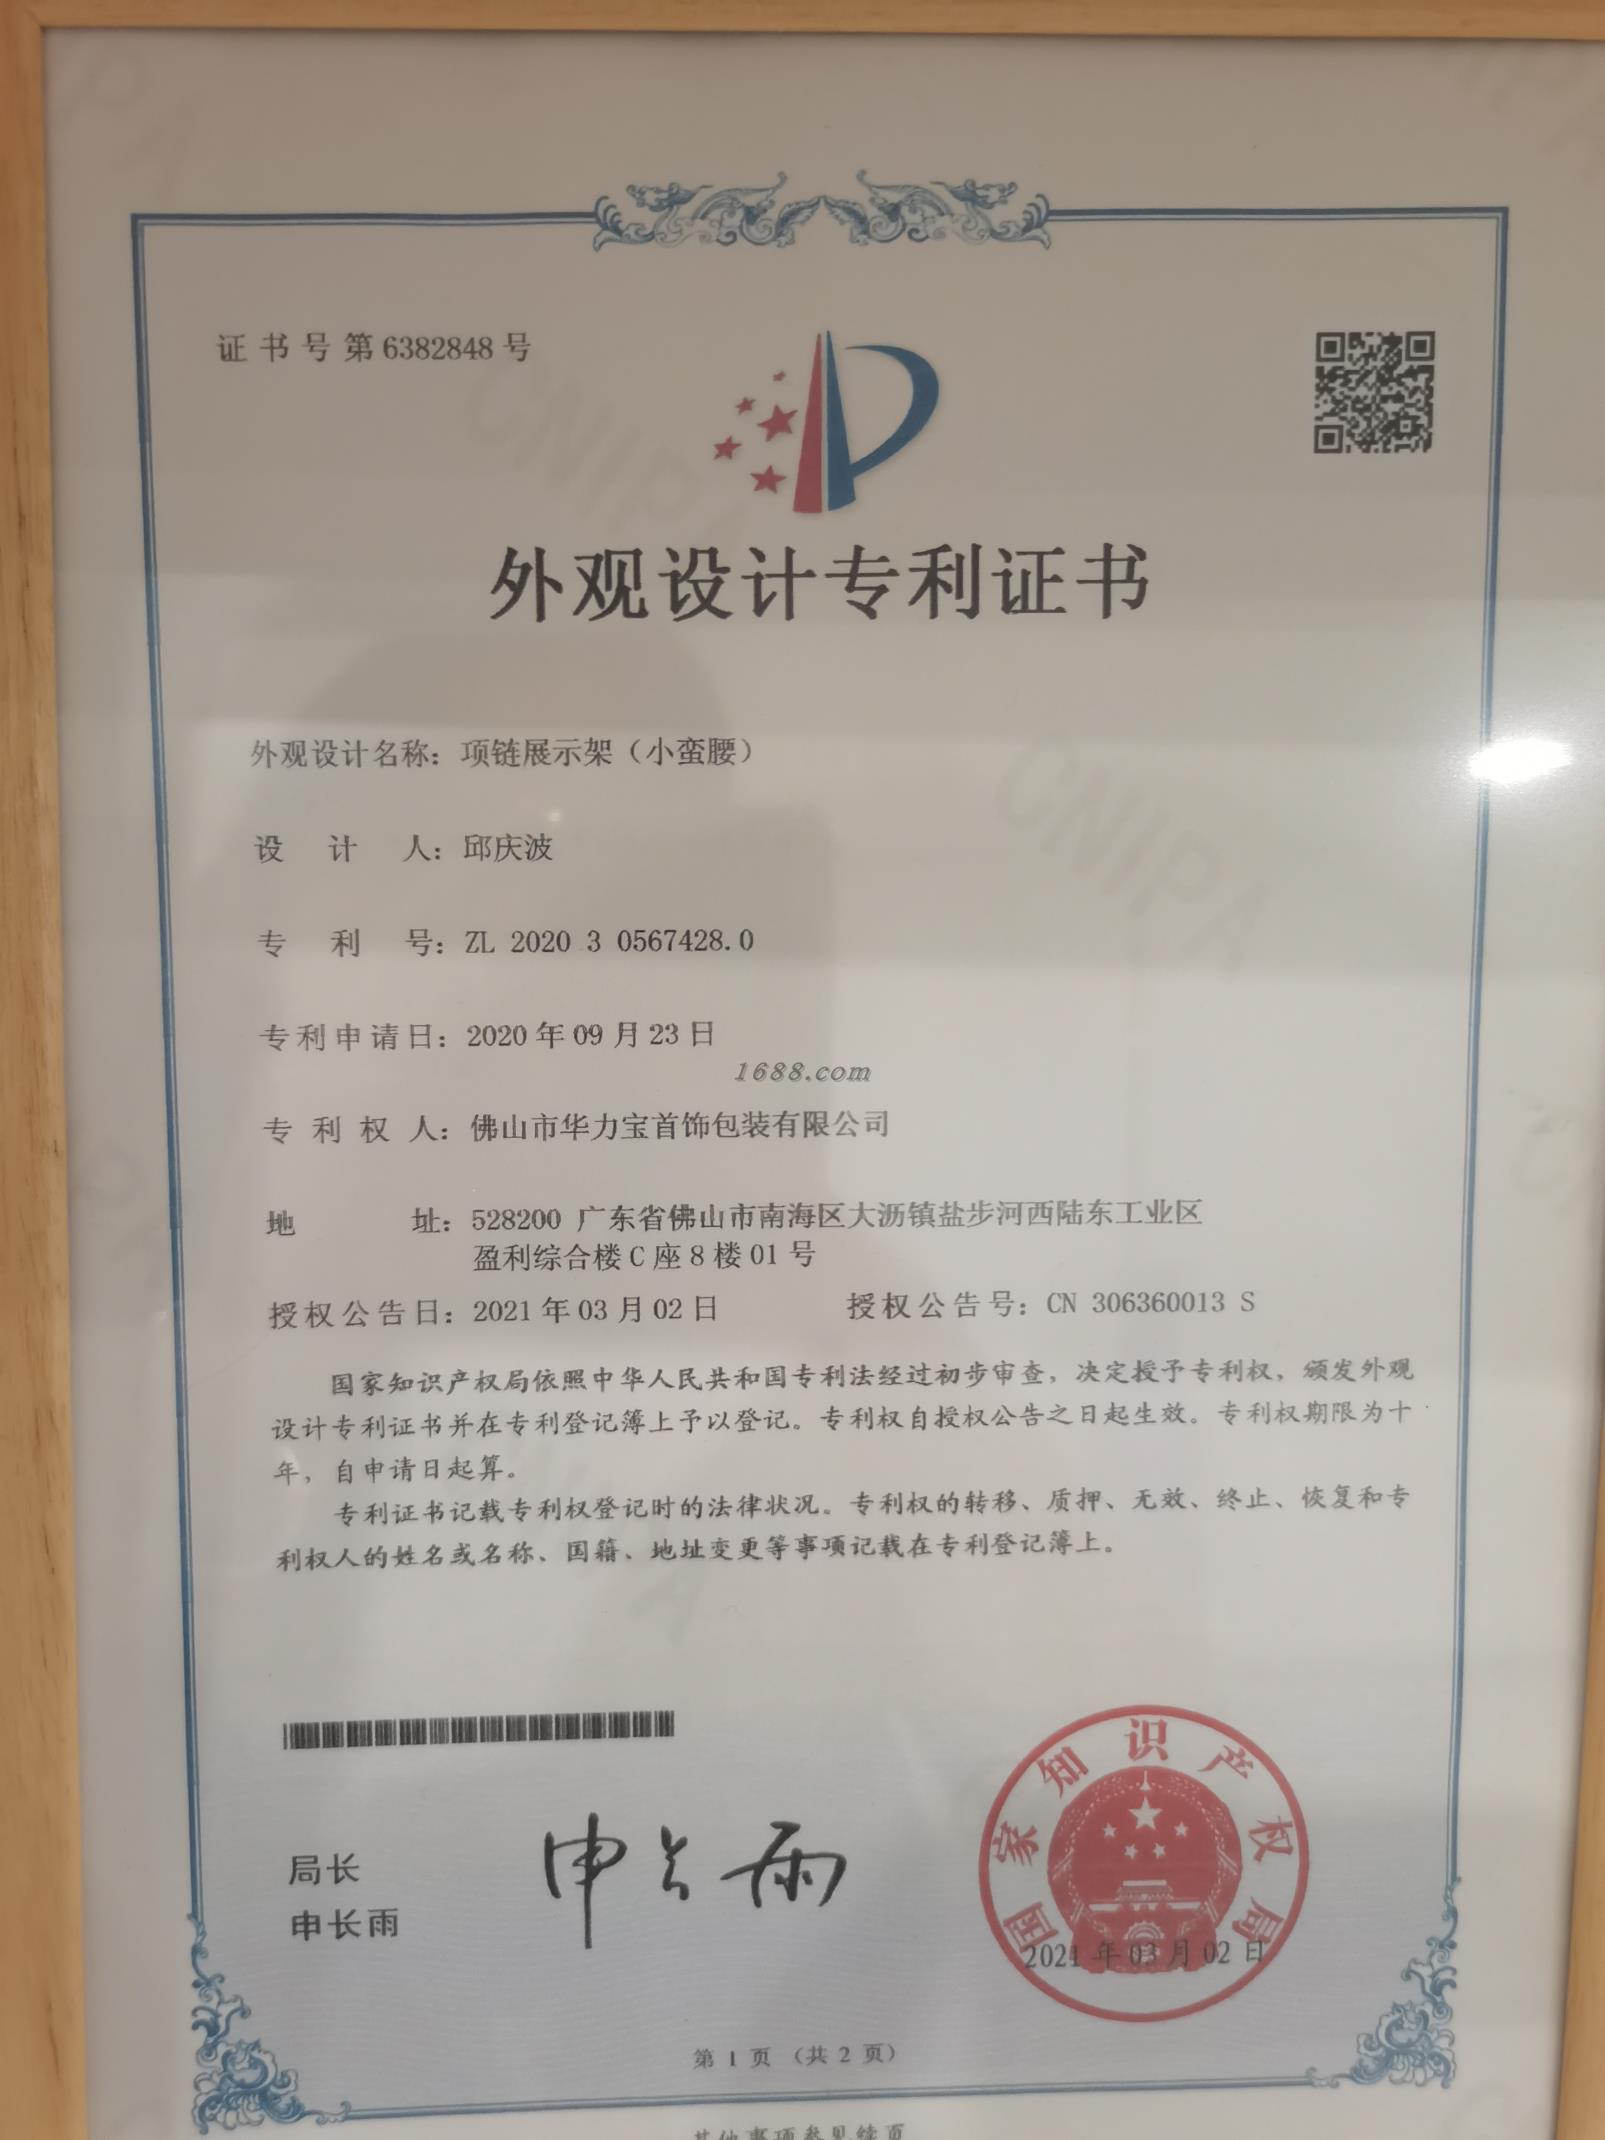 证书号第6382848号
外观设计专利证书
外观设计名称：项链展示架（小蛮腰）
设计人：邱庆波
专利号：ZL 2020 3 0567428.0
专利申请日：2020年09月23日
1688.com
专利权人：佛山市华力宝首饰包装有限公司
地址：528200 广东省佛山市南海区大沥镇盐步河西陆东工业区
盈利综合楼C座8楼01号
授权公告日：2021年03月02日 授权公告号：CN 306360013 S
国家知识产权局依照中华人民共和国专利法经过初步审查，决定授予专利权，颁发外观
设计专利证书并在专利登记簿上予以登记。专利权自授权公告之日起生效。专利权期限为十
年，自申请日起算。
专利证书记载专利权登记时的法律状况。专利权的转移、质押、无效、终止、恢复和专
利权人的姓名或名称、国籍、地址变更等事项记载在专利登记簿上。
局长
申长雨
申长雨
国家知识产权局
2021年03月02日
第1页（共2页）
其他事项参见续页
CNIPA
CNIPA